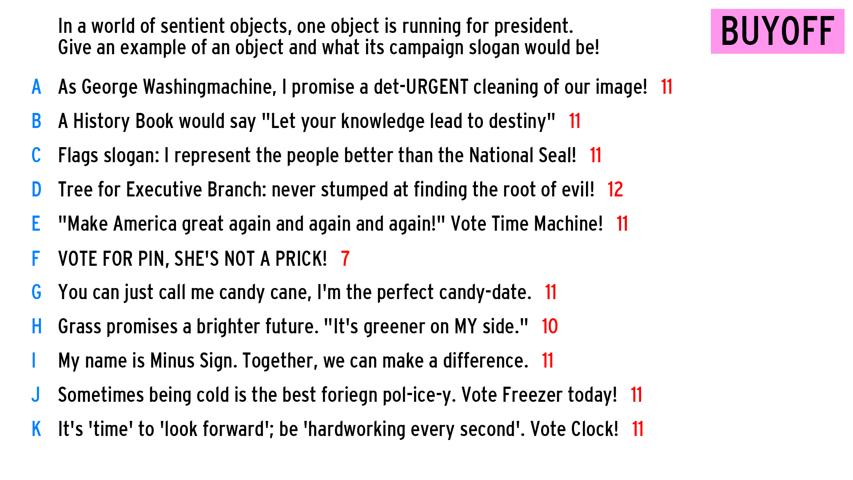 In a world of sentient objects, one object is running for president.
Give an example of an object and what its campaign slogan would be!
BUYOFF
A As George Washingmachine, I promise a det-URGENT cleaning of our image! 11
B A History Book would say "Let your knowledge lead to destiny" 11
C Flags slogan: I represent the people better than the National Seal! 11
D Tree for Executive Branch: never stumped at finding the root of evil! 12
E "Make America great again and again and again!" Vote Time Machine! 11
F VOTE FOR PIN, SHE'S NOT A PRICK! 7
G You can just call me candy cane, I'm the perfect candy-date. 11
H Grass promises a brighter future. "It's greener on MY side." 10
I My name is Minus Sign. Together, we can make a difference. 11
J Sometimes being cold is the best foriegn pol-ice-y. Vote Freezer today! 11
K It's 'time' to 'look forward'; be 'hardworking every second'. Vote Clock! 11